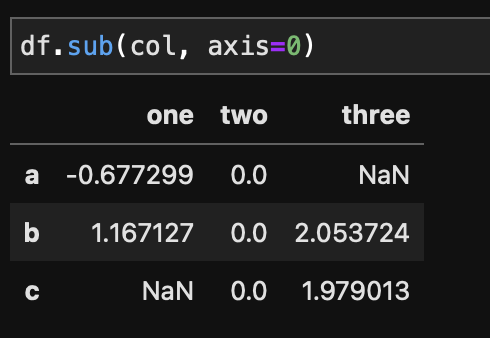 df.sub(col, axis=0)
one two three
a -0.677299 0.0 NaN
b 1.167127 0.0 2.053724
c NaN 0.0 1.979013